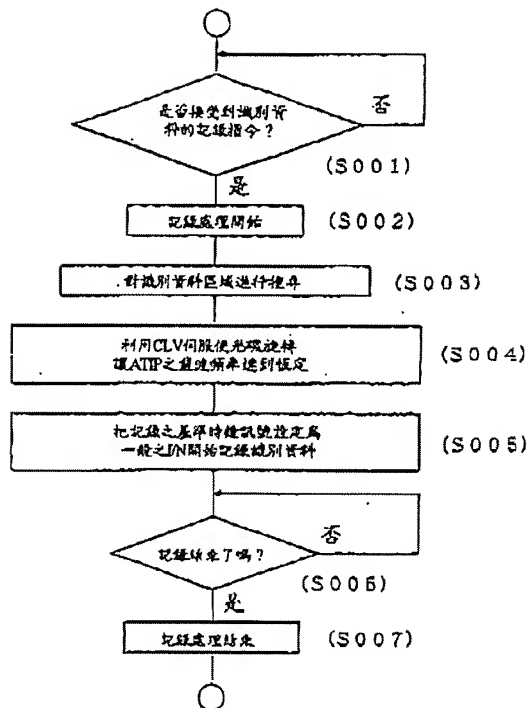 是否接受到識別資
料的記錄指令？
否
(S001)
是
記錄處理開始
(S002)
對識別資料區域進行搜尋
(S003)
利用CLV伺服使光碟旋轉
讓ATIP之載波頻率達到恆定
(S004)
把記錄之基準時鐘訊號設定爲
一般之1/N開始記錄識別資料
(S005)
否
記錄結束了嗎？
(S006)
是
記錄處理結束
(S007)